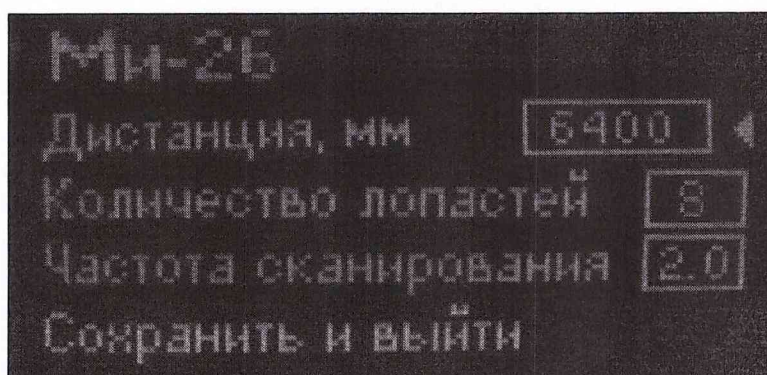 Ми-26
Дистанция, мм 6400
Количество лопастей 8
Частота сканирования 2.0
Сохранить и выйти